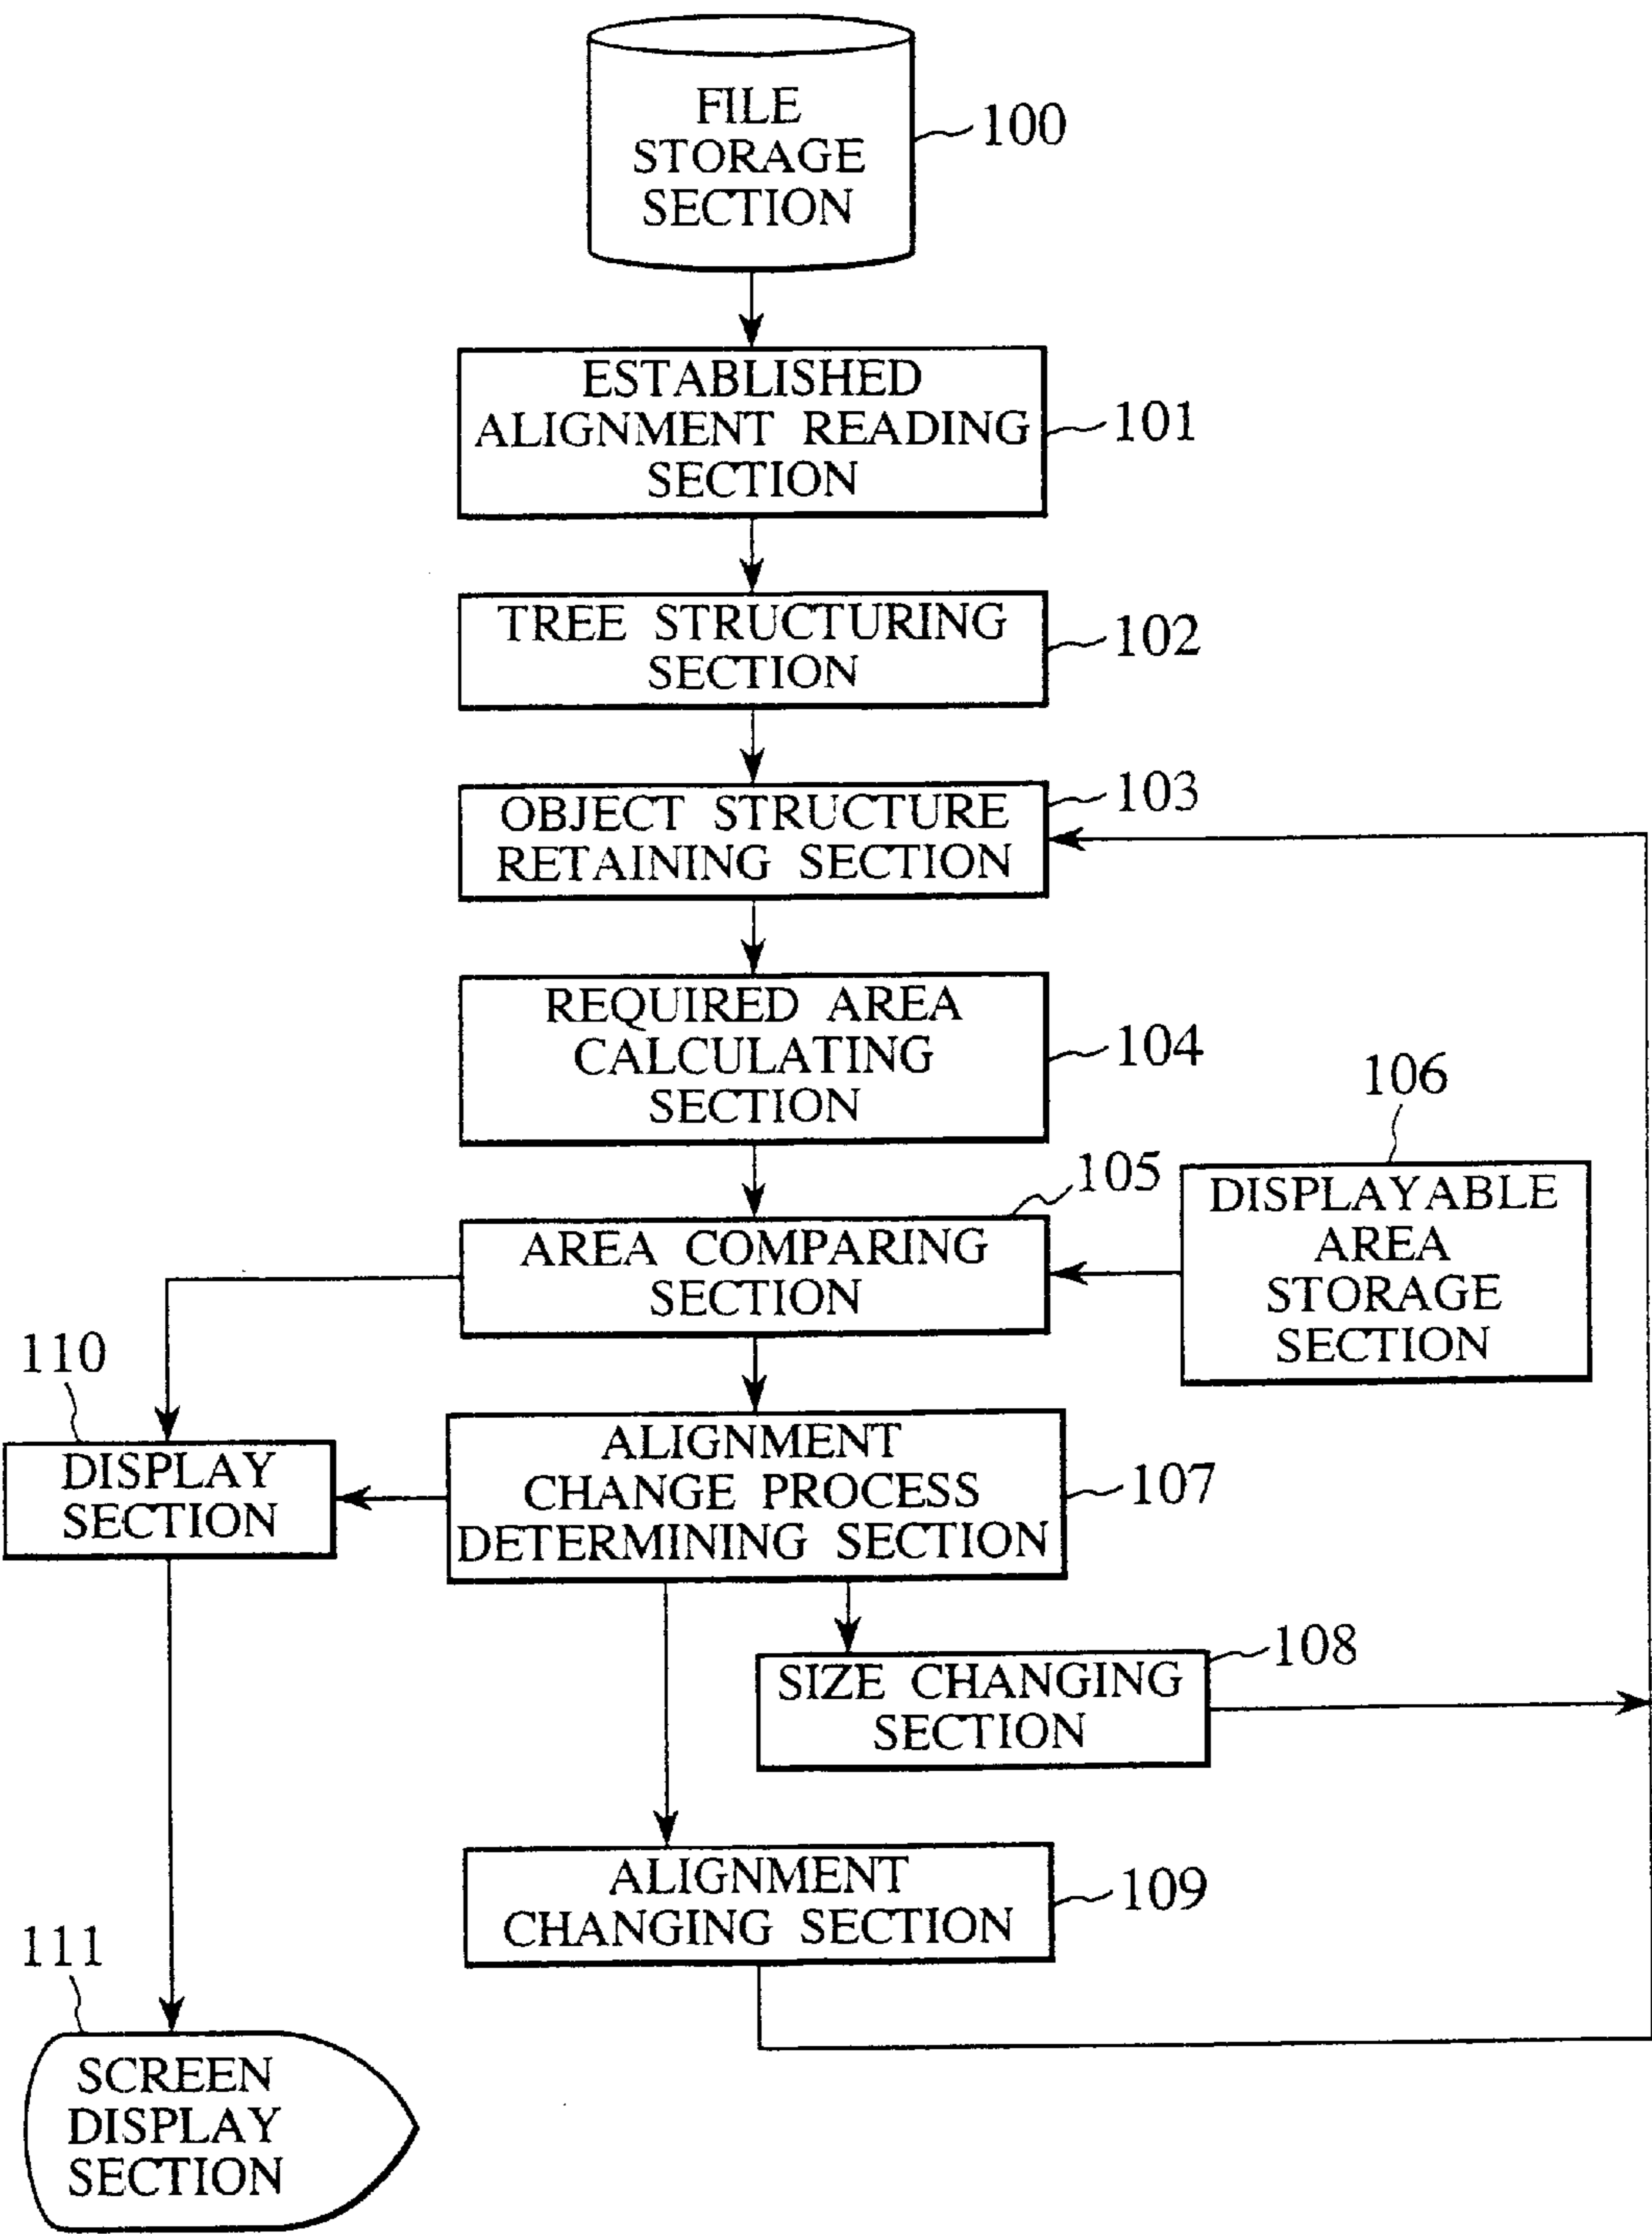 FILE
STORAGE
SECTION
100
ESTABLISHED
ALIGNMENT READING
SECTION
101
TREE STRUCTURING
SECTION
102
OBJECT STRUCTURE
RETAINING SECTION
103
REQUIRED AREA
CALCULATING
SECTION
104
AREA COMPARING
SECTION
105
106
DISPLAYABLE
AREA
STORAGE
SECTION
110
DISPLAY
SECTION
ALIGNMENT
CHANGE PROCESS
DETERMINING SECTION
107
SIZE CHANGING
SECTION
108
ALIGNMENT
CHANGING SECTION
109
111
SCREEN
DISPLAY
SECTION